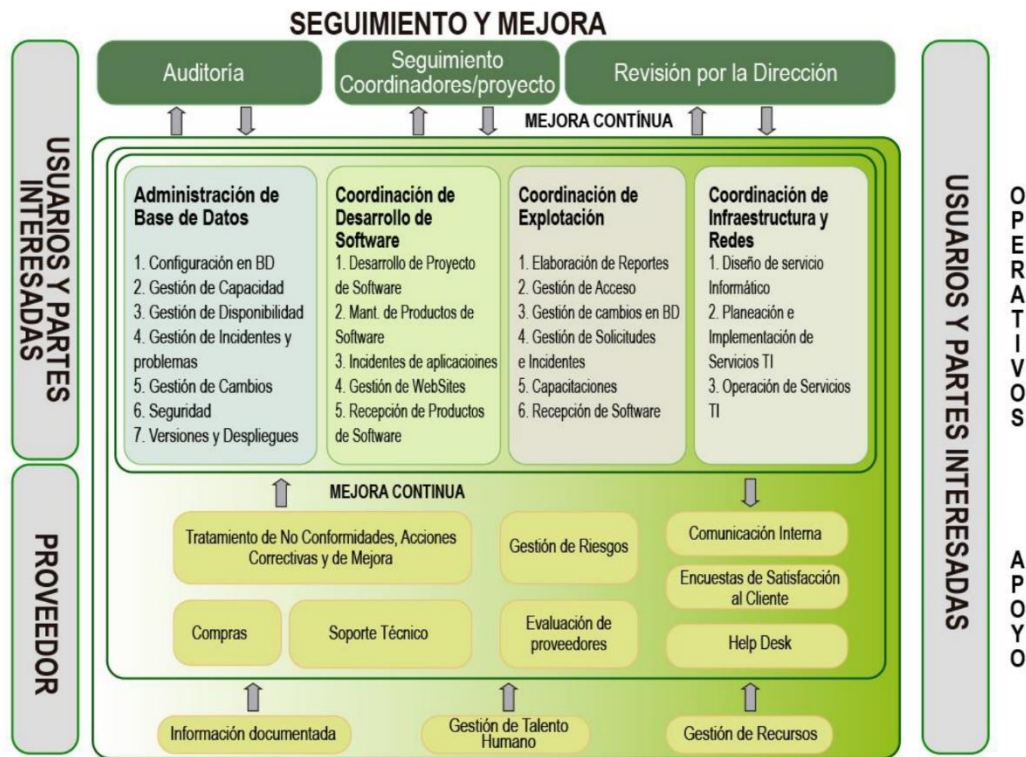 SEGUIMIENTO Y MEJORA
Auditoría
Seguimiento
Coordinadores/proyecto
Revisión por la Dirección
MEJORA CONTÍNUA
USUARIOS Y PARTES
INTERESADAS
Administración de
Base de Datos
1. Configuración en BD
2. Gestión de Capacidad
3. Gestión de Disponibilidad
4. Gestión de Incidentes y
problemas
5. Gestión de Cambios
6. Seguridad
7. Versiones y Despliegues
Coordinación de
Desarrollo de
Software
1. Desarrollo de Proyecto
de Software
2. Mant. de Productos de
Software
3. Incidentes de aplicacioines
4. Gestión de WebSites
5. Recepción de Productos
de Software
Coordinación de
Explotación
1. Elaboración de Reportes
2. Gestión de Acceso
3. Gestión de cambios en BD
4. Gestión de Solicitudes
e Incidentes
5. Capacitaciones
6. Recepción de Software
Coordinación de
Infraestructura y
Redes
1. Diseño de servicio
Informático
2. Planeación e
Implementación de
Servicios TI
3. Operación de Servicios
TI
USUARIOS Y PARTES INTERESADAS
OPERATIVOS
MEJORA CONTINUA
PROVEEDOR
Tratamiento de No Conformidades, Acciones
Correctivas y de Mejora
Gestión de Riesgos
Comunicación Interna
Encuestas de Satisfacción
al Cliente
Compras
Soporte Técnico
Evaluación de
proveedores
Help Desk
APOYO
Información documentada
Gestión de Talento
Humano
Gestión de Recursos